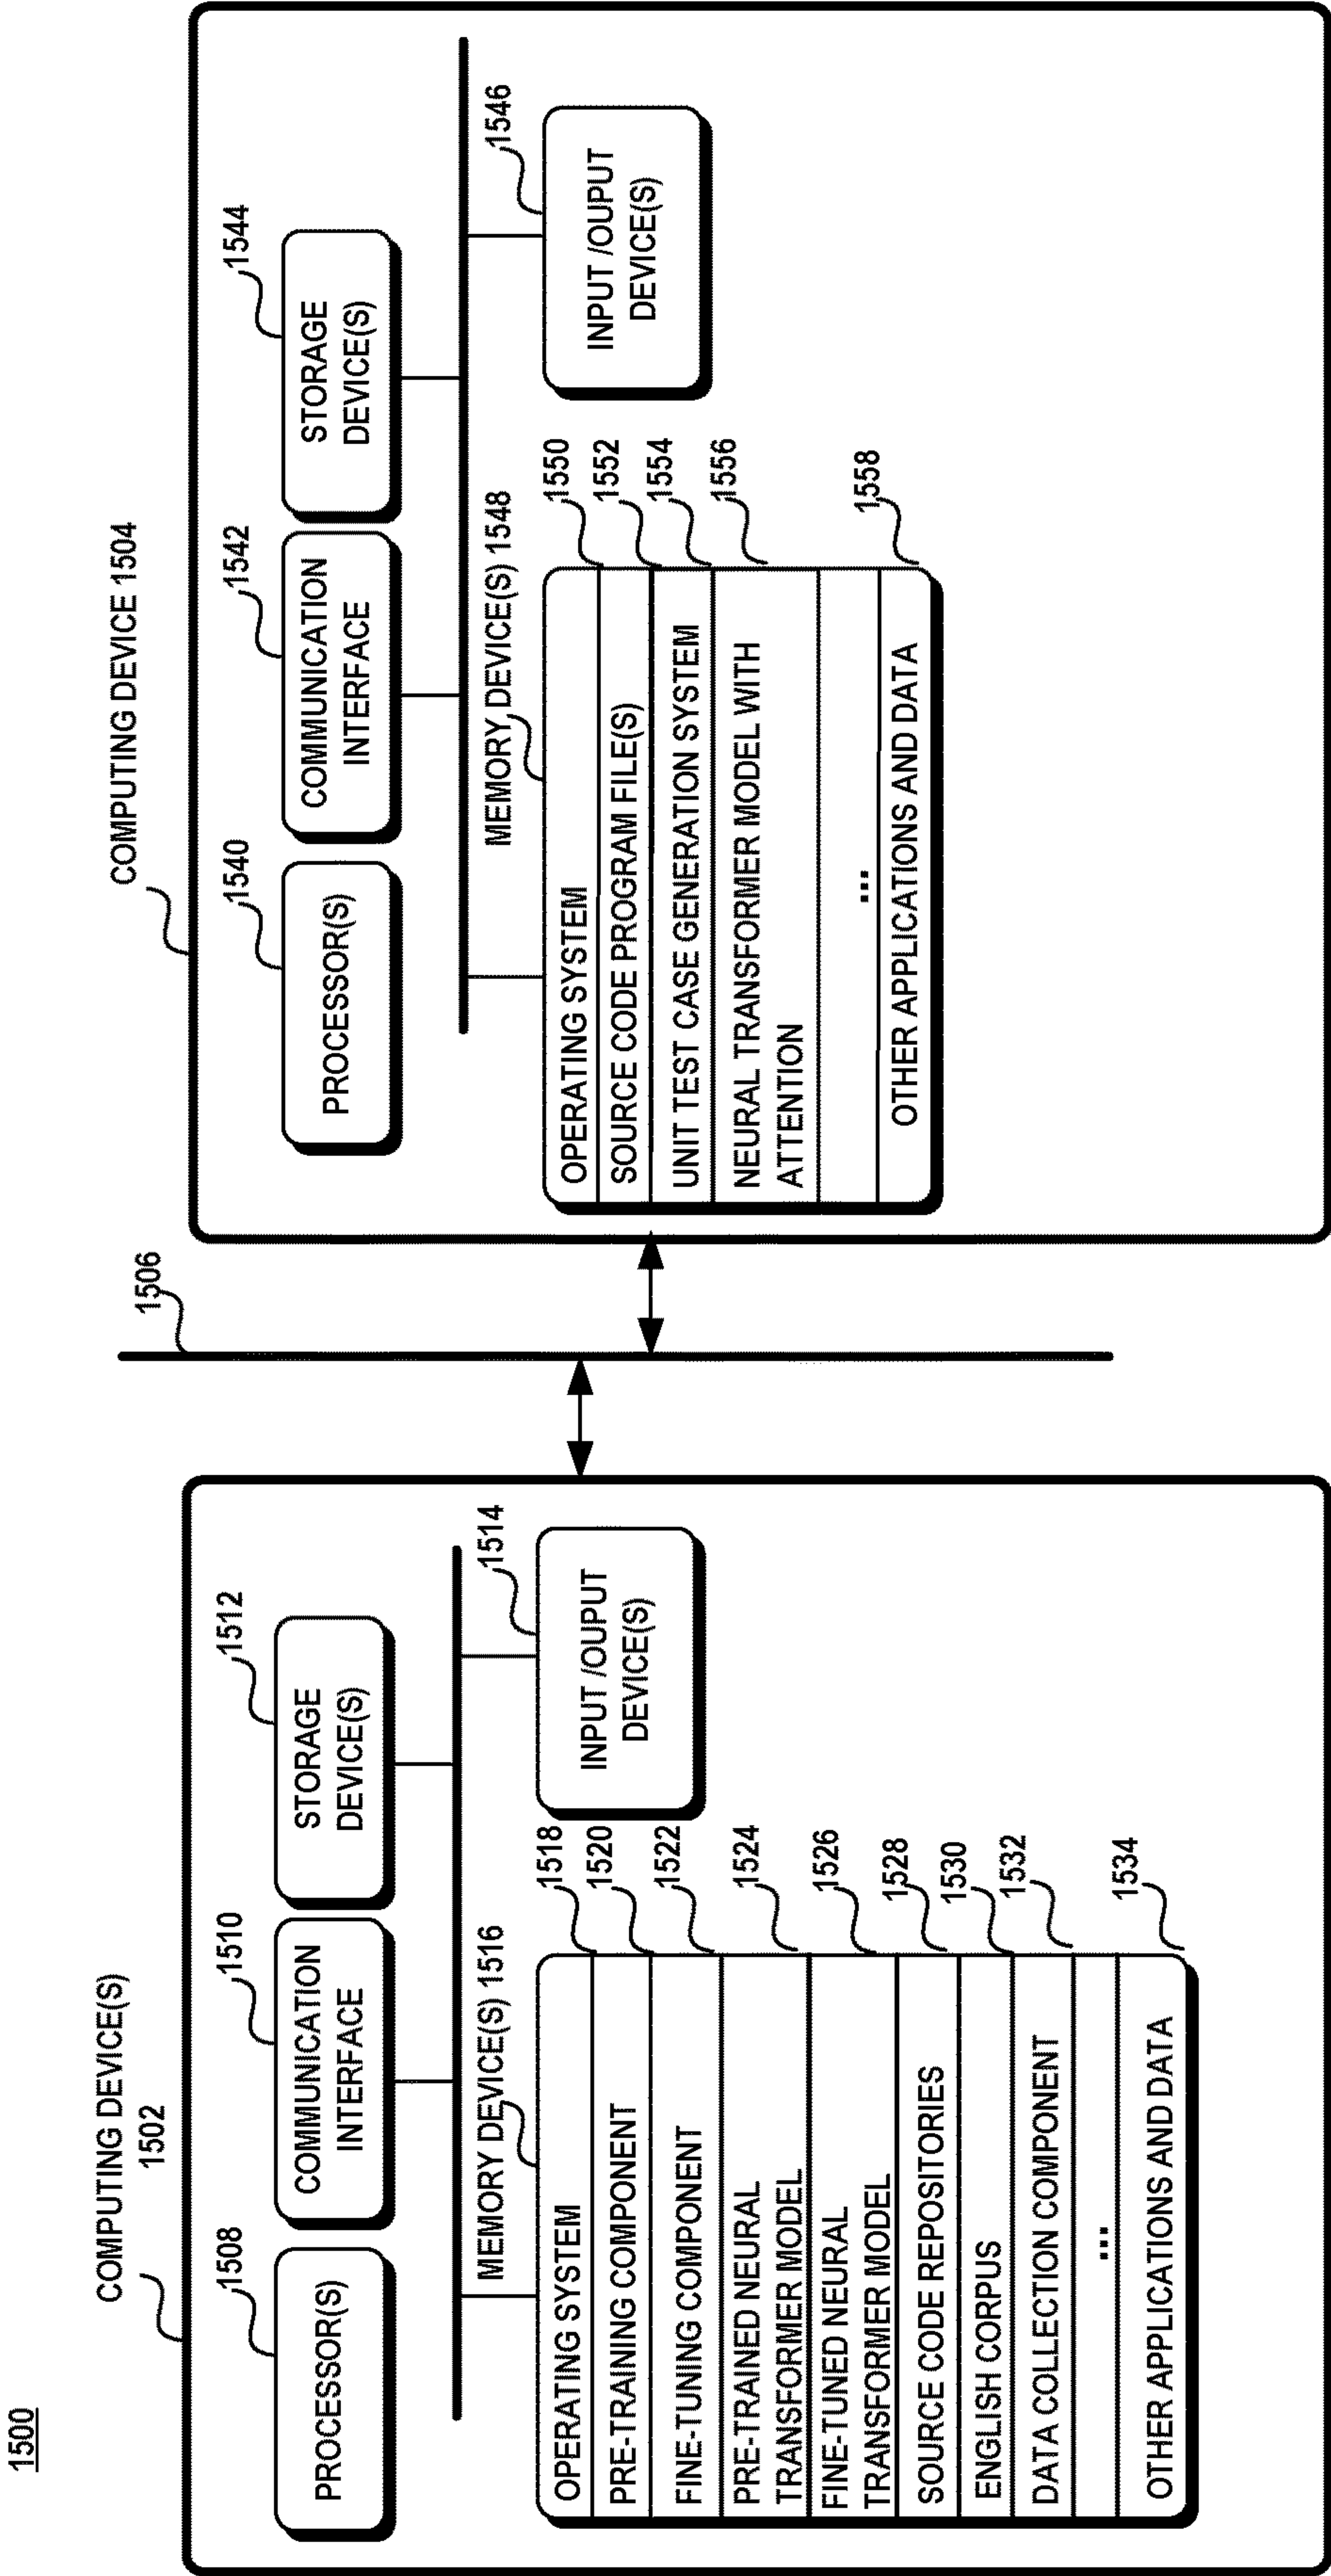 1500
COMPUTING DEVICE(S)
1502
PROCESSOR(S)
1508
COMMUNICATION
INTERFACE
1510
STORAGE
DEVICE(S)
1512
MEMORY DEVICE(S) 1516
INPUT /OUPUT
DEVICE(S)
1514
OPERATING SYSTEM
1518
PRE-TRAINING COMPONENT
1520
FINE-TUNING COMPONENT
1522
PRE-TRAINED NEURAL
TRANSFORMER MODEL
1524
FINE-TUNED NEURAL
TRANSFORMER MODEL
1526
SOURCE CODE REPOSITORIES
1528
ENGLISH CORPUS
1530
DATA COLLECTION COMPONENT
1532
...
OTHER APPLICATIONS AND DATA
1534
1506
COMPUTING DEVICE 1504
PROCESSOR(S)
1540
COMMUNICATION
INTERFACE
1542
STORAGE
DEVICE(S)
1544
MEMORY DEVICE(S) 1548
INPUT /OUPUT
DEVICE(S)
1546
OPERATING SYSTEM
1550
SOURCE CODE PROGRAM FILE(S)
1552
UNIT TEST CASE GENERATION SYSTEM
1554
NEURAL TRANSFORMER MODEL WITH
ATTENTION
1556
...
OTHER APPLICATIONS AND DATA
1558